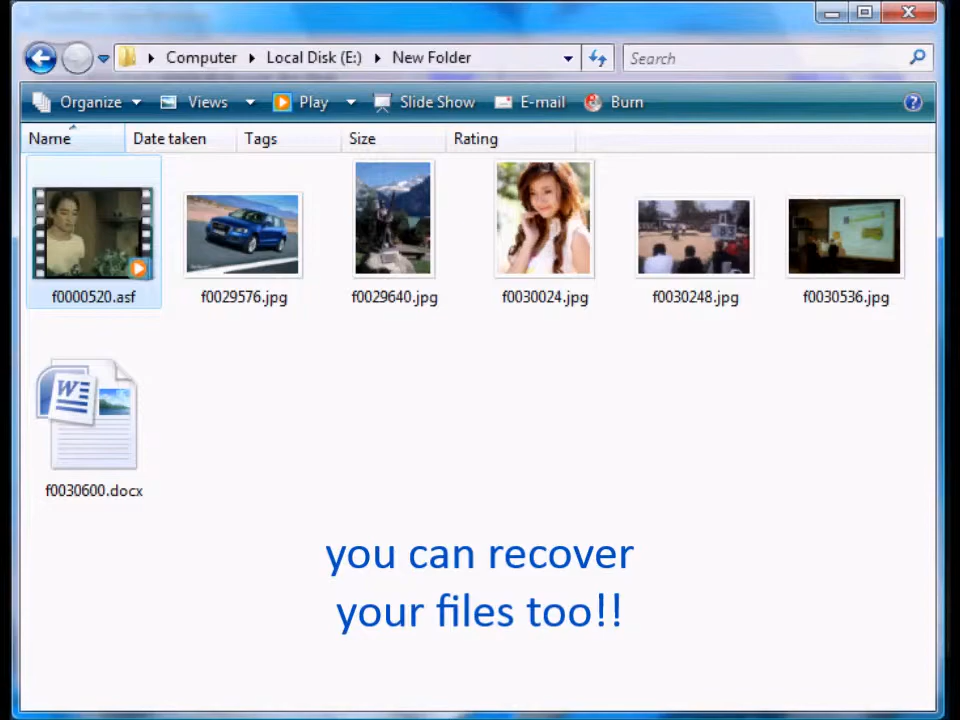 Computer Local Disk (E:) New Folder Search
Organize Views Play Slide Show E-mail Burn ?
Name Date taken Tags Size Rating
f0000520.asf f0029576.jpg f0029640.jpg f0030024.jpg f0030248.jpg f0030536.jpg
W
f0030600.docx
you can recover
your files too!!